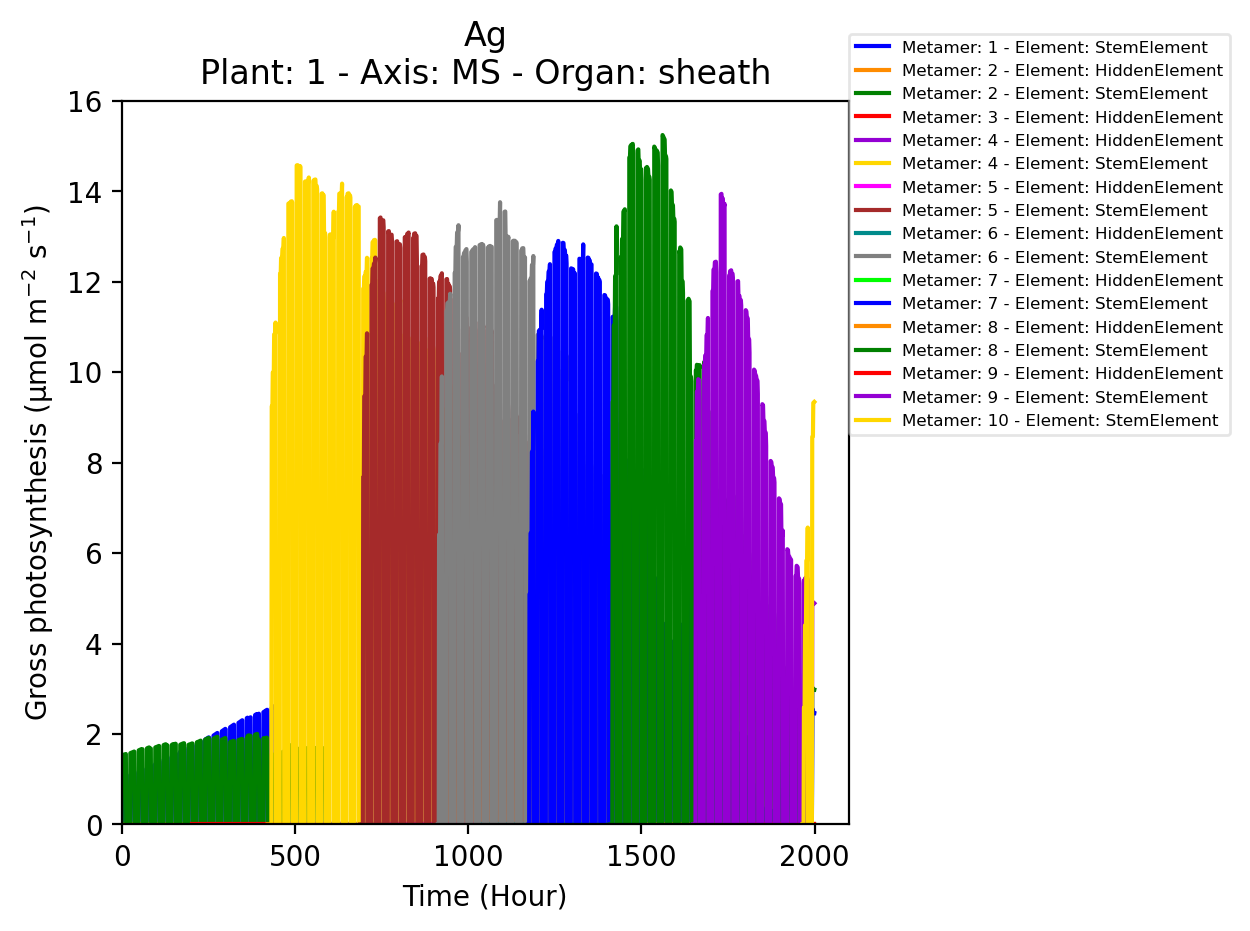 Ag
Plant: 1 - Axis: MS - Organ: sheath
Gross photosynthesis (µmol m⁻² s⁻¹)
16
14
12
10
8
6
4
2
0
0 500 1000 1500 2000
Time (Hour)
Metamer: 1 - Element: StemElement
Metamer: 2 - Element: HiddenElement
Metamer: 2 - Element: StemElement
Metamer: 3 - Element: HiddenElement
Metamer: 4 - Element: HiddenElement
Metamer: 4 - Element: StemElement
Metamer: 5 - Element: HiddenElement
Metamer: 5 - Element: StemElement
Metamer: 6 - Element: HiddenElement
Metamer: 6 - Element: StemElement
Metamer: 7 - Element: HiddenElement
Metamer: 7 - Element: StemElement
Metamer: 8 - Element: HiddenElement
Metamer: 8 - Element: StemElement
Metamer: 9 - Element: HiddenElement
Metamer: 9 - Element: StemElement
Metamer: 10 - Element: StemElement